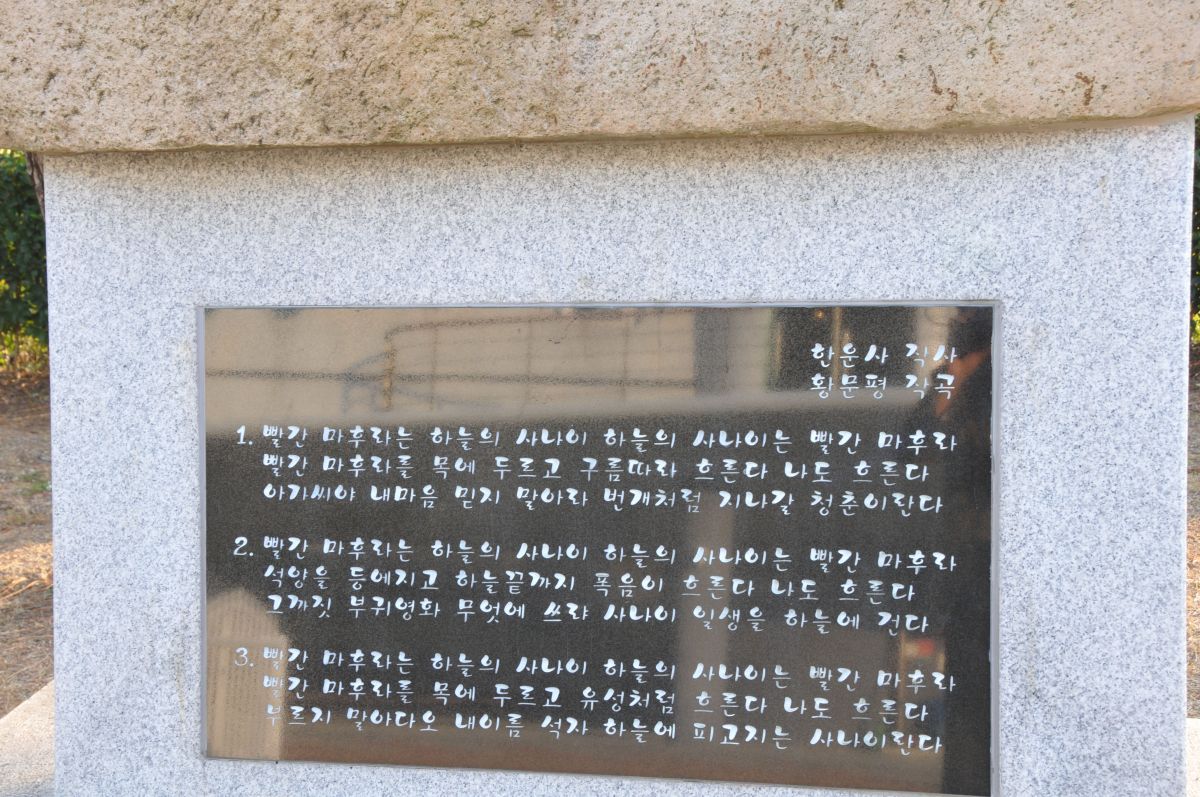 한운사 작사
황문평 작곡
1. 빨간 마후라는 하늘의 사나이 하늘의 사나이는 빨간 마후라
빨간 마후라를 목에 두르고 구름따라 흐른다 나도 흐른다
아가씨야 내마음 믿지 말아라 번개처럼 지나갈 청춘이란다
2. 빨간 마후라는 하늘의 사나이 하늘의 사나이는 빨간 마후라
석양을 등에지고 하늘끝까지 폭음이 흐른다 나도 흐른다
그까짓 부귀영화 무엇에 쓰랴 사나이 일생을 하늘에 건다
3. 빨간 마후라는 하늘의 사나이 하늘의 사나이는 빨간 마후라
빨간 마후라를 목에 두르고 유성처럼 흐른다 나도 흐른다
부르지 말아다오 내이름 석자 하늘에 피고지는 사나이란다